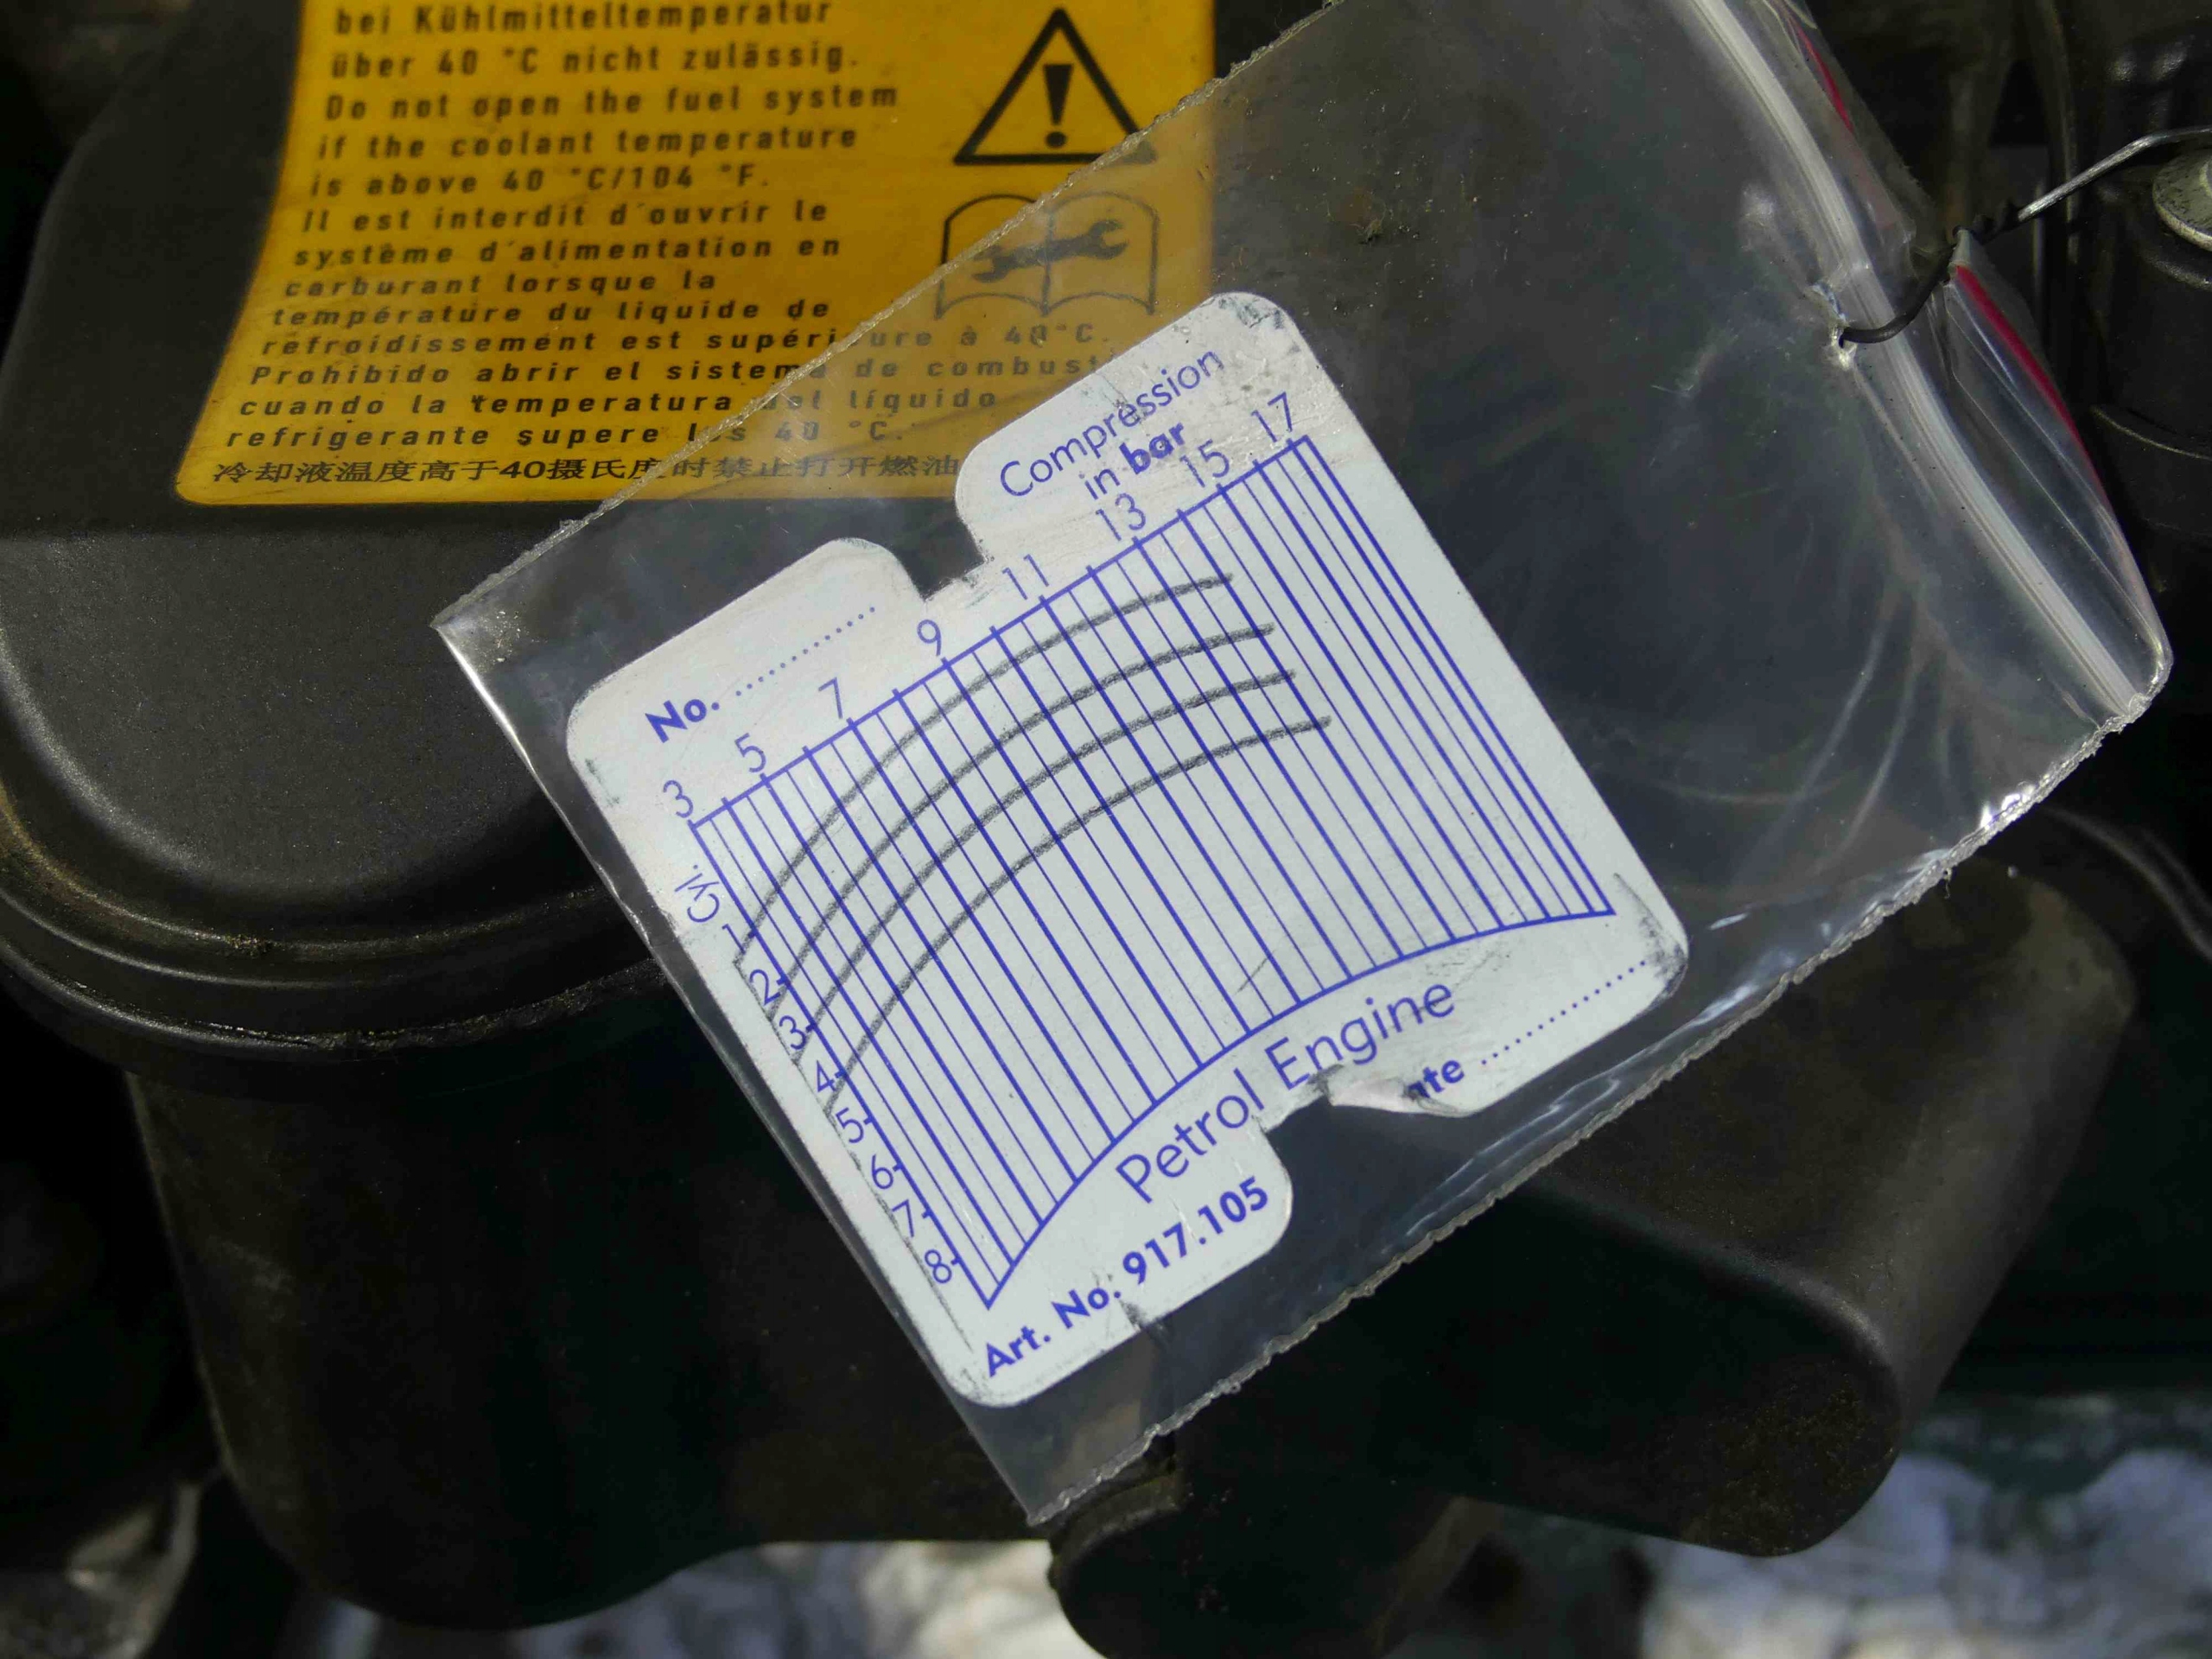 bei Kühlmitteltemperatur
über 40 °C nicht zulässig.
Do not open the fuel system
if the coolant temperature
is above 40 °C/104 °F.
Il est interdit d'ouvrir le
système d'alimentation en
carburant lorsque la
température du liquide de
refroidissement est supérieure à 40°C.
Prohibido abrir el sistema de combust
cuando la temperatura del líquido
refrigerante supere los 40 °C.
冷却液温度高于40摄氏度时禁止打开燃油
Compression
in bar
No. ..............
3 5 7 9 11 13 15 17
Cyl.
1
2
3
4
5
6
7
8
Petrol Engine
ate ................
Art. No. 917.105